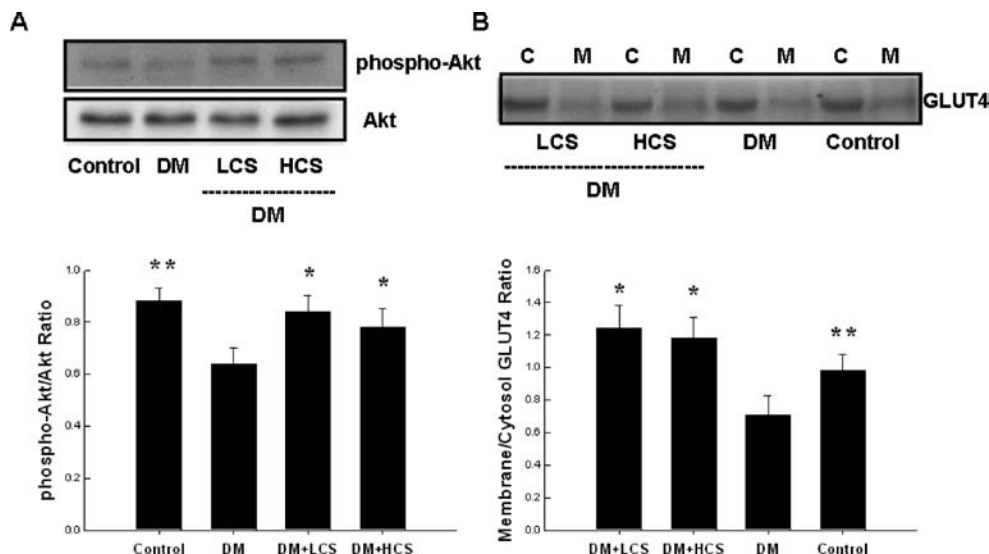 A
phospho-Akt
Akt
Control DM LCS HCS
DM
phospho-Akt/Akt Ratio
1.0
0.8
0.6
0.4
0.2
0.0
** * *
Control DM DM+LCS DM+HCS
B
C M C M C M C M
GLUT4
LCS HCS DM Control
DM
Membrane/Cytosol GLUT4 Ratio
1.6
1.4
1.2
1.0
0.8
0.6
0.4
0.2
0.0
* * **
DM+LCS DM+HCS DM Control